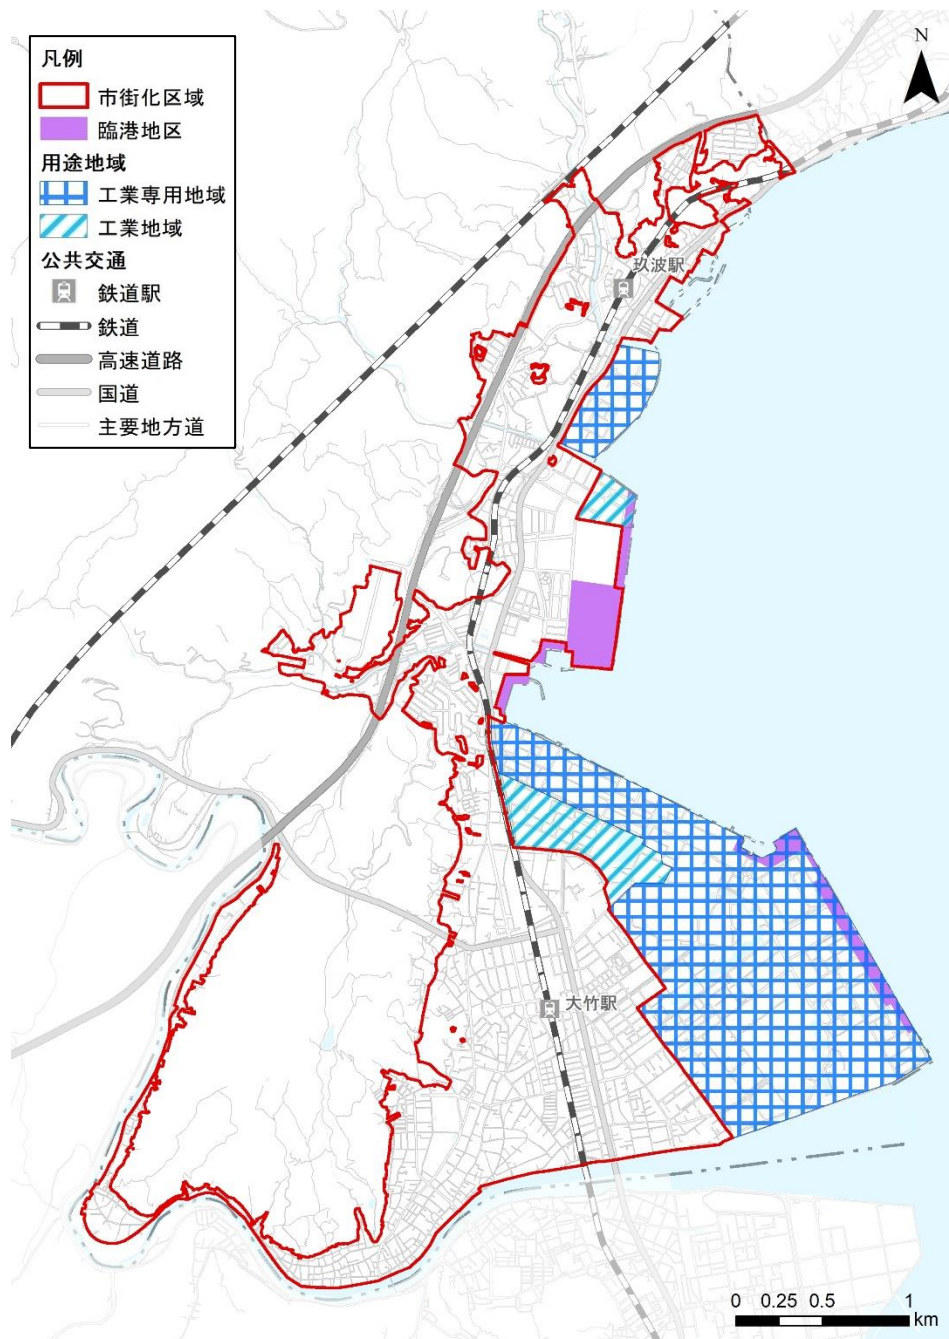 凡例
市街化区域
臨港地区
用途地域
工業専用地域
工業地域
公共交通
鉄道駅
鉄道
高速道路
国道
主要地方道
N
玖波駅
大竹駅
0 0.25 0.5 1
km